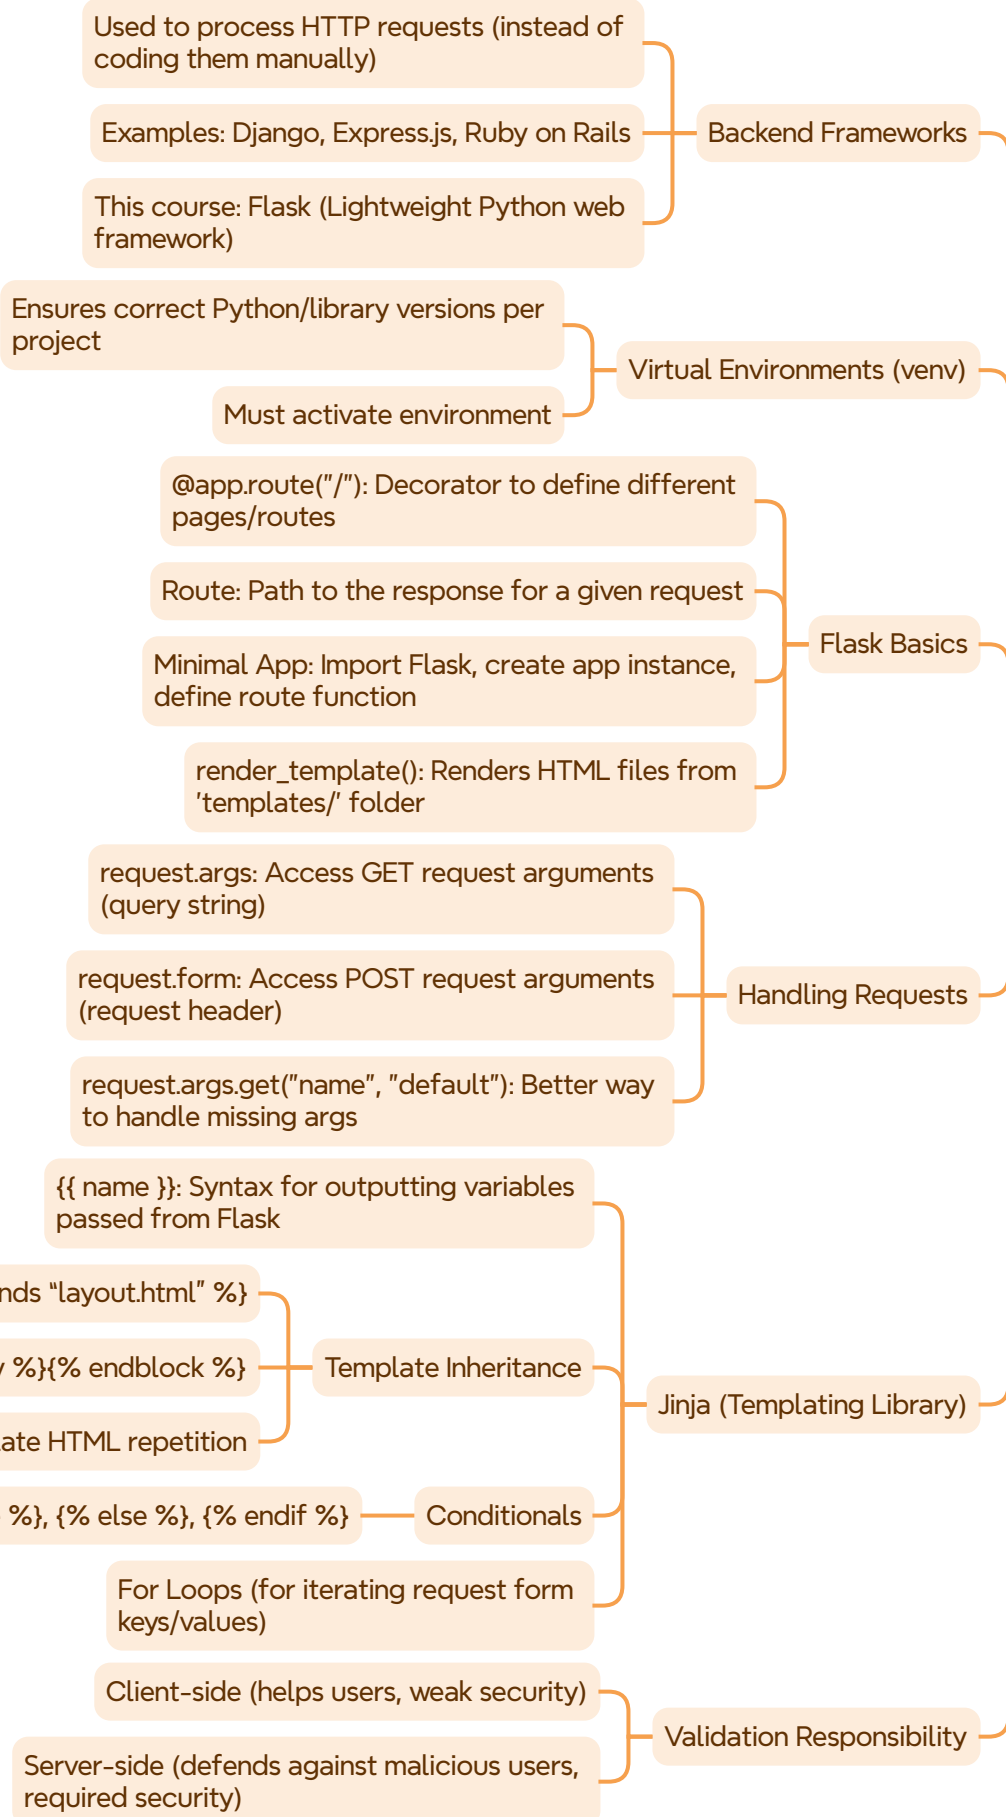 Used to process HTTP requests (instead of
coding them manually)
Examples: Django, Express.js, Ruby on Rails
Backend Frameworks
This course: Flask (Lightweight Python web
framework)
Ensures correct Python/library versions per
project
Virtual Environments (venv)
Must activate environment
@app.route("/"): Decorator to define different
pages/routes
Route: Path to the response for a given request
Flask Basics
Minimal App: Import Flask, create app instance,
define route function
render_template(): Renders HTML files from
'templates/' folder
request.args: Access GET request arguments
(query string)
request.form: Access POST request arguments
(request header)
Handling Requests
request.args.get("name", "default"): Better way
to handle missing args
{{ name }}: Syntax for outputting variables
passed from Flask
“layout.html” %}
%}{% endblock %}
Template Inheritance
Jinja (Templating Library)
HTML repetition
%}, {% else %}, {% endif %}
Conditionals
For Loops (for iterating request form
keys/values)
Client-side (helps users, weak security)
Validation Responsibility
Server-side (defends against malicious users,
required security)